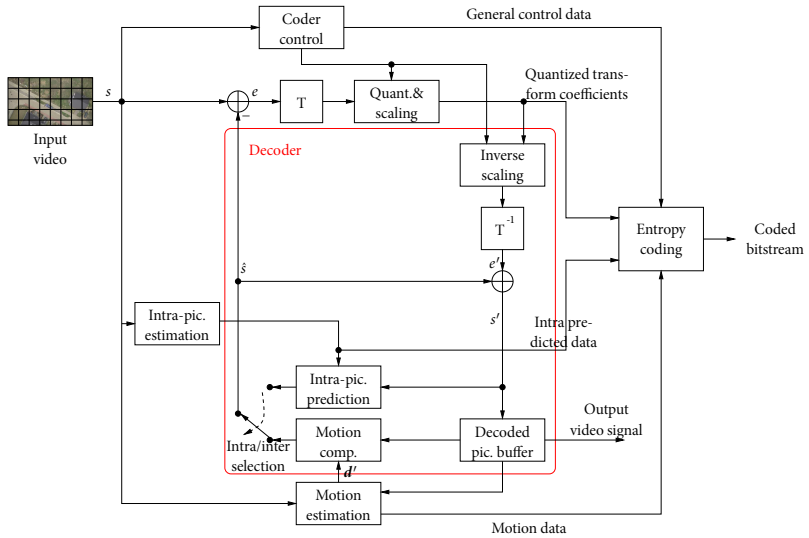 General control data
Coder
control
s
e
−
T
Quant.&
scaling
Quantized trans-
form coefficients
Input
video
Decoder
Inverse
scaling
T⁻¹
Entropy
coding
Coded
bitstream
ŝ
e′
s′
Intra-pic.
estimation
Intra pre-
dicted data
Intra-pic.
prediction
Output
video signal
Intra/inter
selection
Motion
comp.
Decoded
pic. buffer
d′
Motion
estimation
Motion data